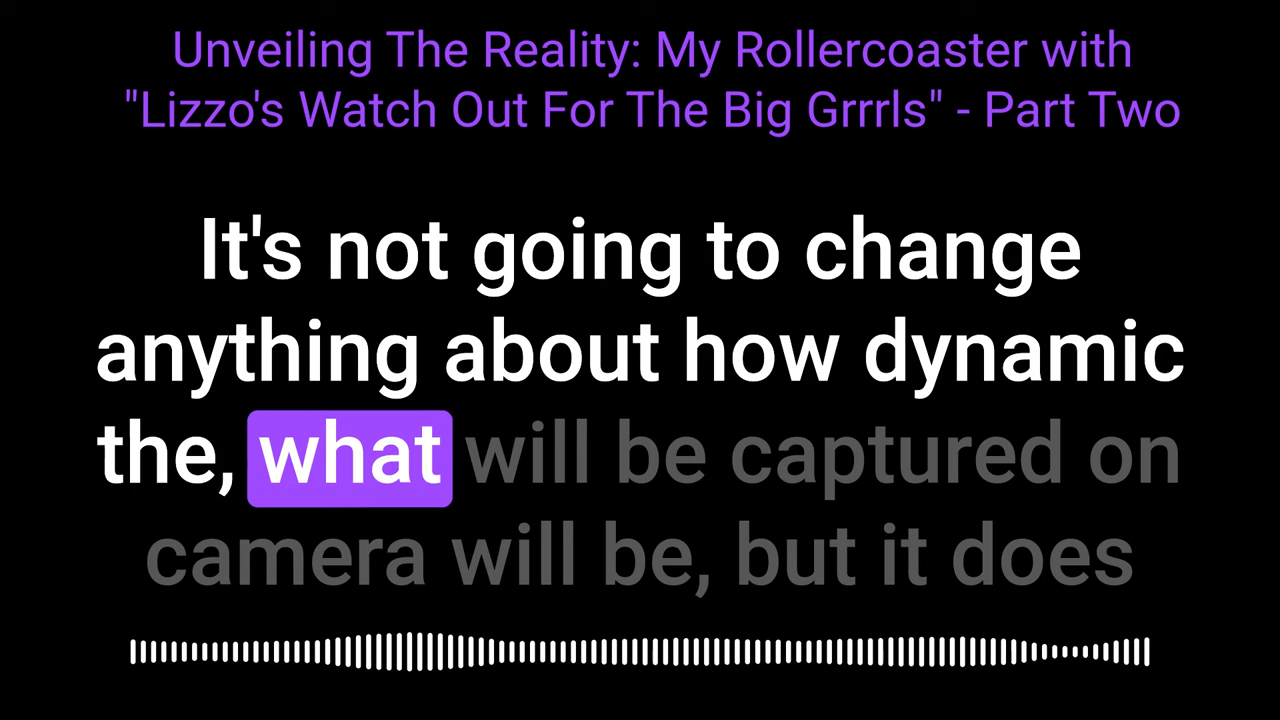 Unveiling The Reality: My Rollercoaster with
"Lizzo's Watch Out For The Big Grrrls" - Part Two
It's not going to change
anything about how dynamic
the, what will be captured on
camera will be, but it does